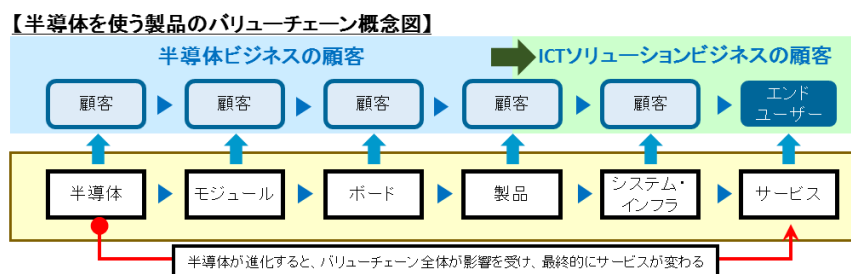 【半導体を使う製品のバリューチェーン概念図】
半導体ビジネスの顧客
ICTソリューションビジネスの顧客
顧客
顧客
顧客
顧客
顧客
エンド
ユーザー
半導体
モジュール
ボード
製品
システム・
インフラ
サービス
半導体が進化すると、バリューチェーン全体が影響を受け、最終的にサービスが変わる